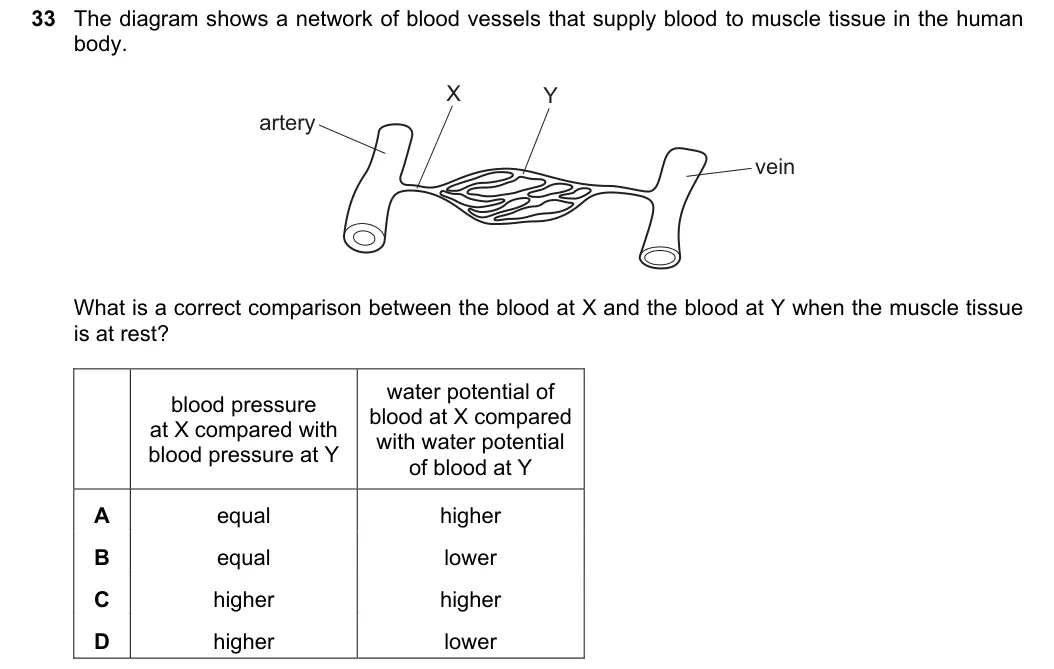 33 The diagram shows a network of blood vessels that supply blood to muscle tissue in the human
body.
X
Y
artery
vein
What is a correct comparison between the blood at X and the blood at Y when the muscle tissue
is at rest?
blood pressure
at X compared with
blood pressure at Y
water potential of
blood at X compared
with water potential
of blood at Y
A equal higher
B equal lower
C higher higher
D higher lower